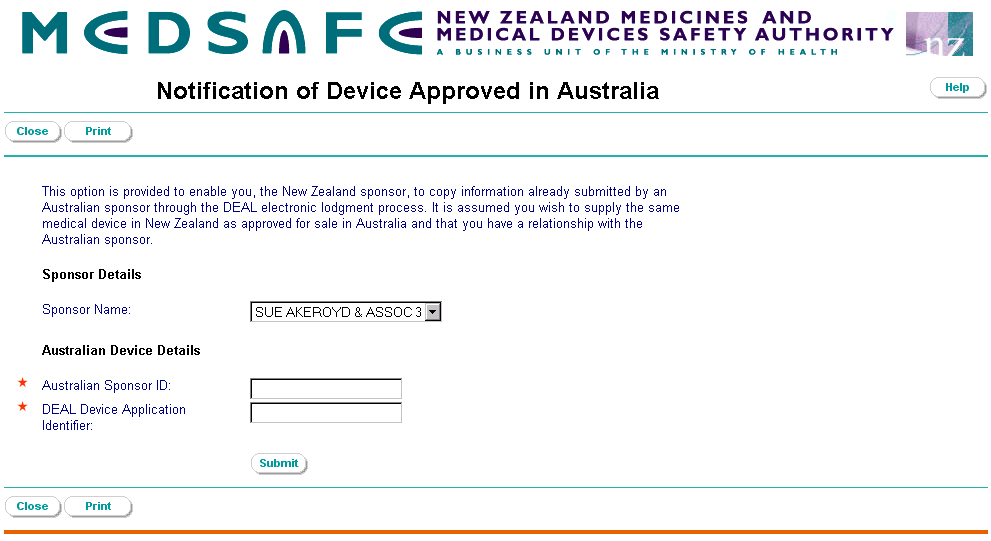 MEDSAFE
NEW ZEALAND MEDICINES AND
MEDICAL DEVICES SAFETY AUTHORITY
A BUSINESS UNIT OF THE MINISTRY OF HEALTH
nz
Notification of Device Approved in Australia
Help
Close Print
This option is provided to enable you, the New Zealand sponsor, to copy information already submitted by an
Australian sponsor through the DEAL electronic lodgment process. It is assumed you wish to supply the same
medical device in New Zealand as approved for sale in Australia and that you have a relationship with the
Australian sponsor.
Sponsor Details
Sponsor Name: SUE AKEROYD & ASSOC 3
Australian Device Details
Australian Sponsor ID:
DEAL Device Application
Identifier:
Submit
Close Print